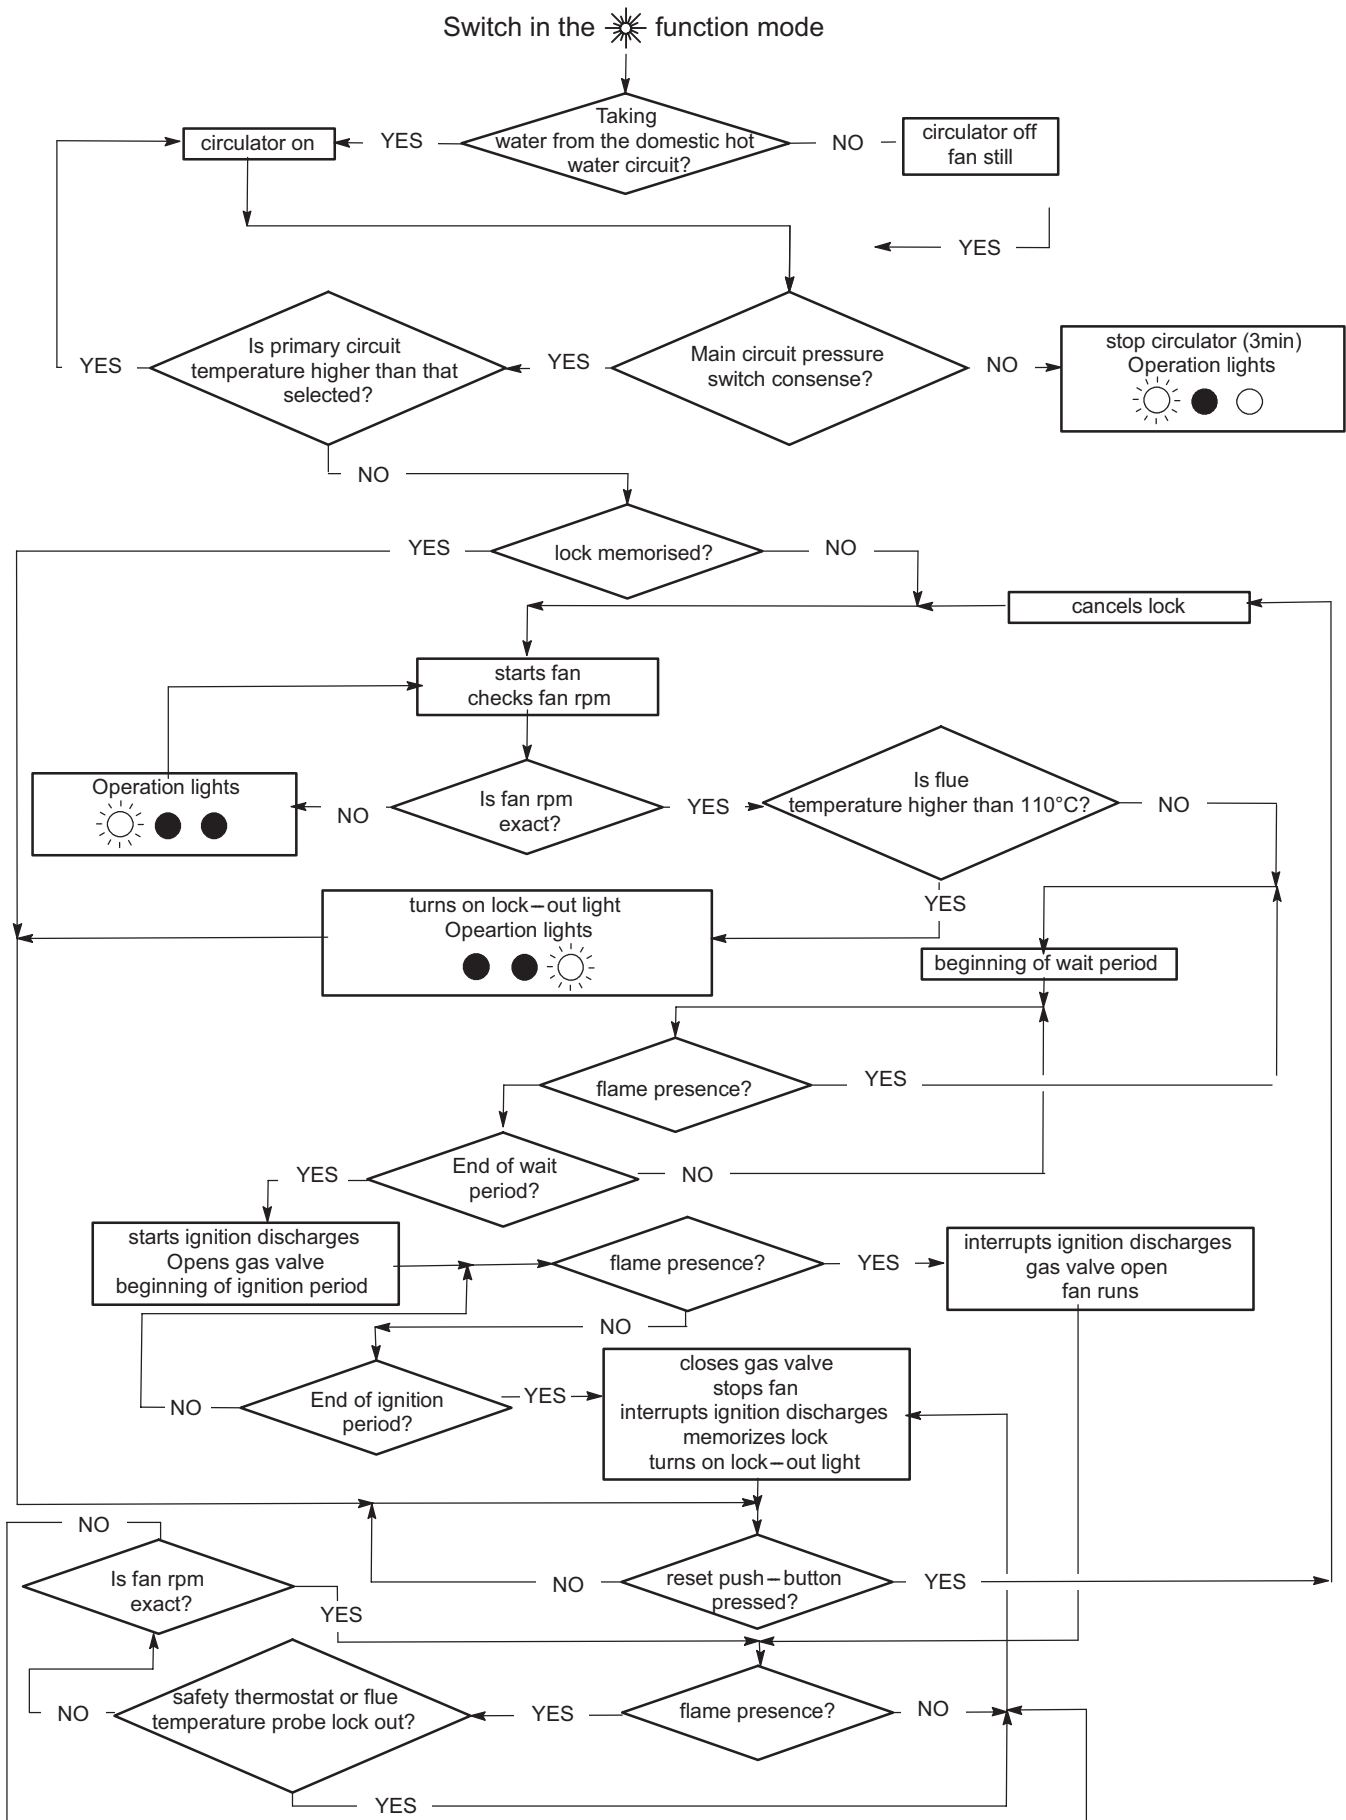 Switch in the function mode
Taking
water from the domestic hot
water circuit?
YES
circulator on
NO
circulator off
fan still
YES
Is primary circuit
temperature higher than that
selected?
YES
YES
Main circuit pressure
switch consense?
NO
stop circulator (3min)
Operation lights
NO
YES
lock memorised?
NO
cancels lock
starts fan
checks fan rpm
Operation lights
NO
Is fan rpm
exact?
YES
Is flue
temperature higher than 110°C?
NO
YES
turns on lock–out light
Opeartion lights
beginning of wait period
flame presence?
YES
YES
End of wait
period?
NO
starts ignition discharges
Opens gas valve
beginning of ignition period
flame presence?
YES
interrupts ignition discharges
gas valve open
fan runs
NO
NO
End of ignition
period?
YES
closes gas valve
stops fan
interrupts ignition discharges
memorizes lock
turns on lock–out light
NO
Is fan rpm
exact?
YES
NO
reset push–button
pressed?
YES
NO
safety thermostat or flue
temperature probe lock out?
YES
flame presence?
NO
YES